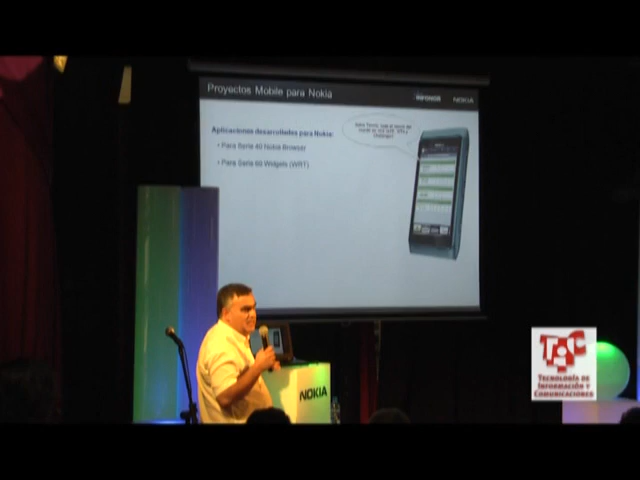 Proyectos Mobile para Nokia
INFONOS NOKIA
Aplicaciones desarrolladas para Nokia:
• Para Serie 40 Nokia Browser
• Para Serie 60 Widgets (WRT)
NOKIA
TIC
TECNOLOGÍA DE
INFORMACIÓN Y
COMUNICACIONES